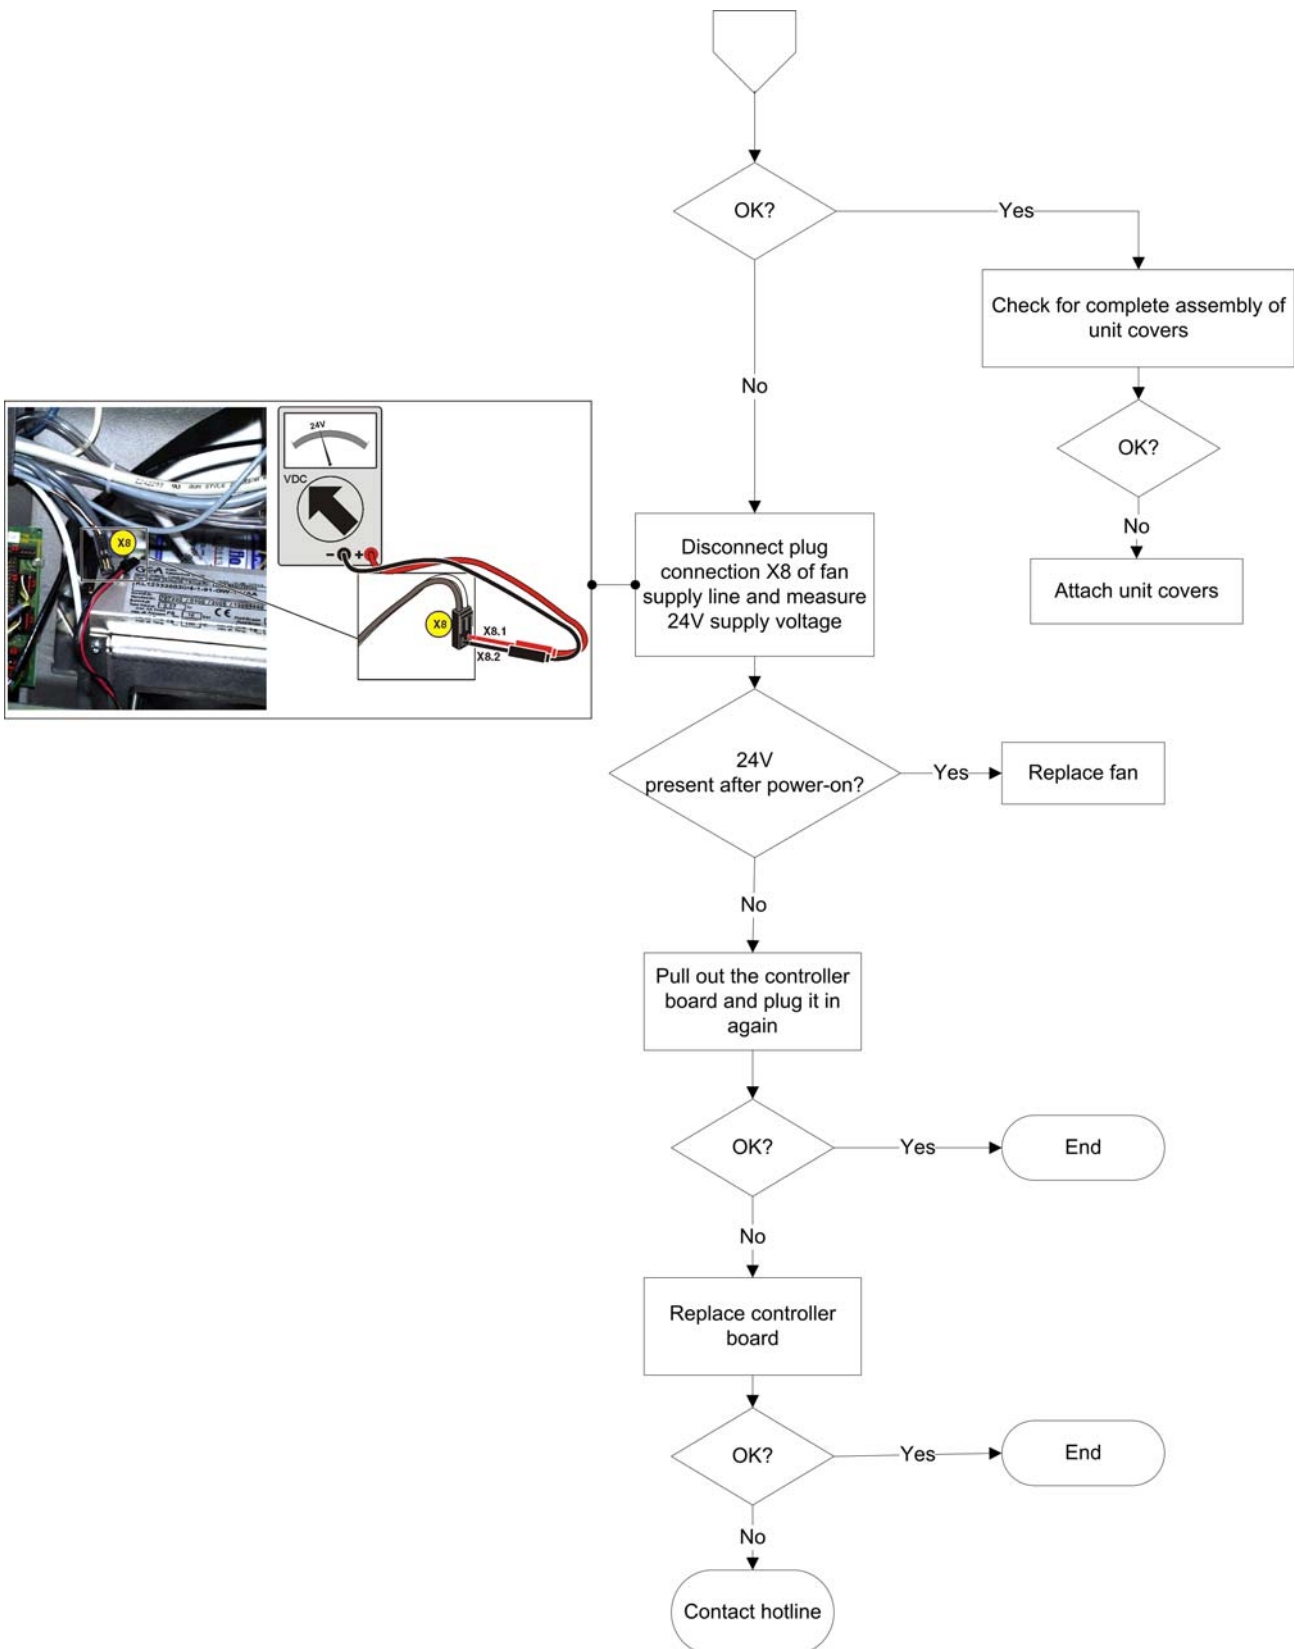 OK?
Yes
Check for complete assembly of
unit covers
No
OK?
No
Attach unit covers
X8
24V
VDC
- +
X8
X8.1
X8.2
Disconnect plug
connection X8 of fan
supply line and measure
24V supply voltage
24V
present after power-on?
Yes
Replace fan
No
Pull out the controller
board and plug it in
again
OK?
Yes
End
No
Replace controller
board
OK?
Yes
End
No
Contact hotline